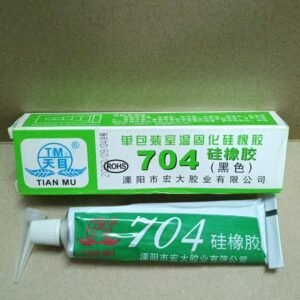 TM
天目
TIAN MU
单包装室温固化硅橡胶
ROHS
704 硅橡胶
(黑色)
溧阳市宏大胶业有限公司
704 硅橡胶
溧阳市宏大胶业有限公司